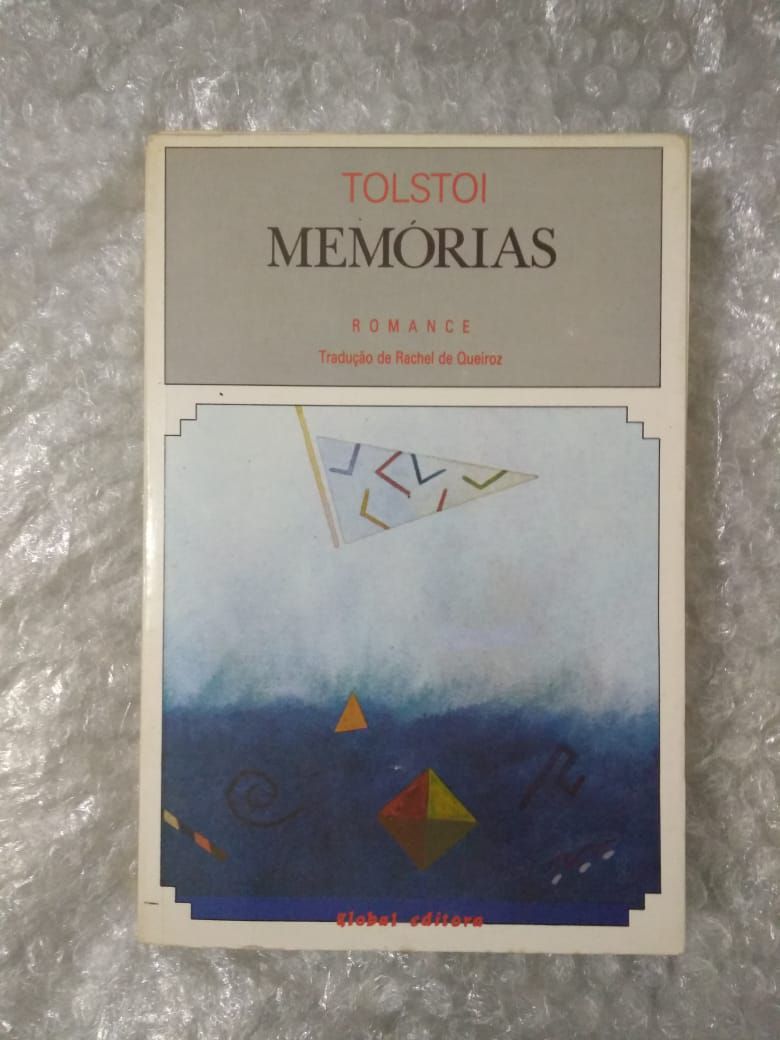 TOLSTOI
MEMÓRIAS
ROMANCE
Tradução de Rachel de Queiroz
global editora